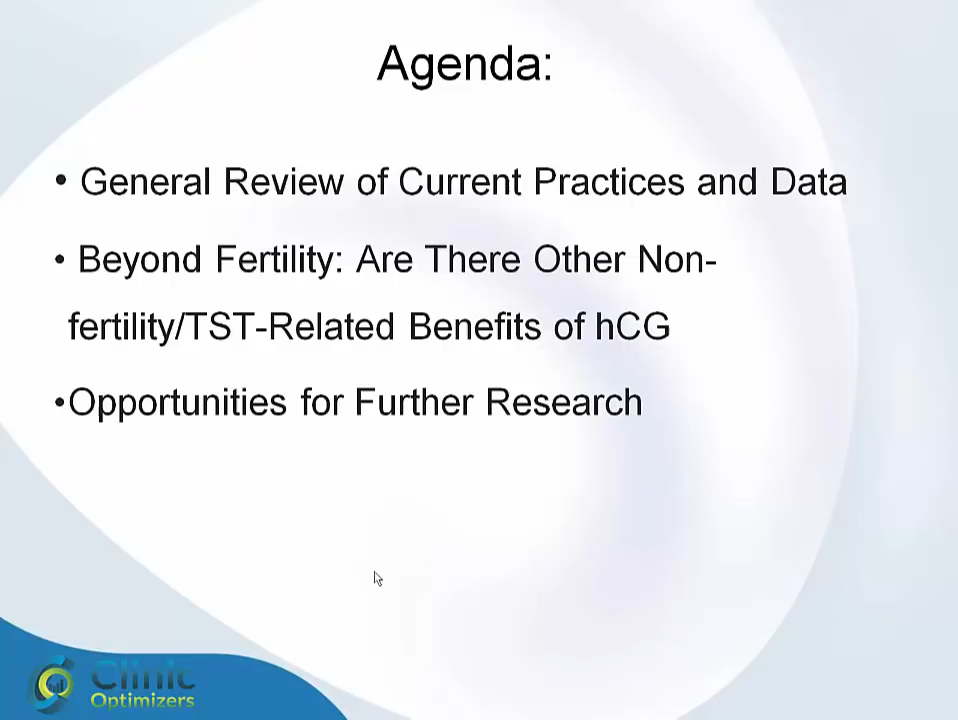 Agenda:
• General Review of Current Practices and Data
• Beyond Fertility: Are There Other Non-
fertility/TST-Related Benefits of hCG
•Opportunities for Further Research
Clinic
Optimizers